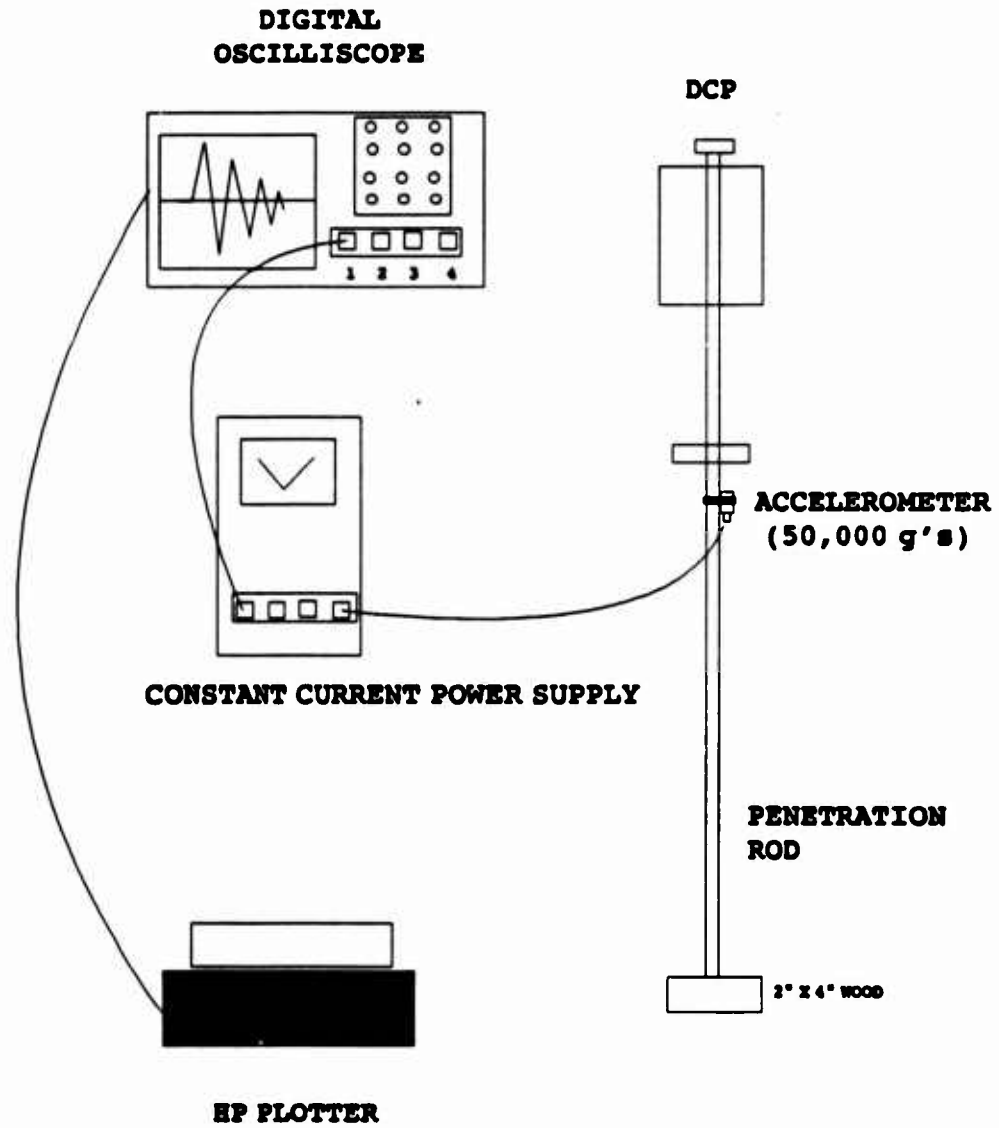 DIGITAL
OSCILLISCOPE
DCP
1 2 3 4
ACCELEROMETER
(50,000 g's)
CONSTANT CURRENT POWER SUPPLY
PENETRATION
ROD
2" X 4" WOOD
HP PLOTTER